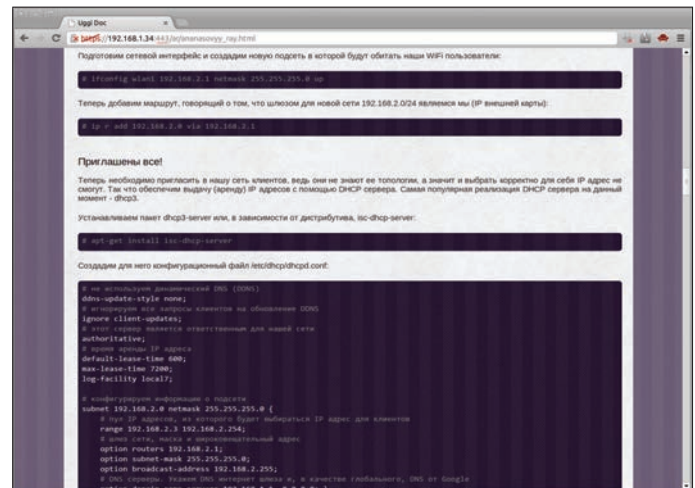 Uggi Doc
https://192.168.1.34:443/ar/ananasovyy_ray.html
Подготовим сетевой интерфейс и создадим новую подсеть в которой будут обитать наши WiFi пользователи:
# ifconfig wlan1 192.168.2.1 netmask 255.255.255.0 up
Теперь добавим маршрут, говорящий о том, что шлюзом для новой сети 192.168.2.0/24 являемся мы (IP внешней карты):
# ip r add 192.168.2.0 via 192.168.2.1
Приглашены все!
Теперь необходимо пригласить в нашу сеть клиентов, ведь они не знают ее топологии, а значит и выбрать корректно для себя IP адрес не
смогут. Так что обеспечим выдачу (аренду) IP адресов с помощью DHCP сервера. Самая популярная реализация DHCP сервера на данный
момент - dhcp3.
Устанавливаем пакет dhcp3-server или, в зависимости от дистрибутива, isc-dhcp-server:
# apt-get install isc-dhcp-server
Создадим для него конфигурационный файл /etc/dhcp/dhcpd.conf:
# не используем динамический DNS (DDNS)
ddns-update-style none;
# игнорируем все запросы клиентов на обновление DDNS
ignore client-updates;
# этот сервер является ответственным для нашей сети
authoritative;
# время аренды IP адреса
default-lease-time 600;
max-lease-time 7200;
log-facility local7;
# конфигурируем информацию о подсети
subnet 192.168.2.0 netmask 255.255.255.0 {
# пул IP адресов, из которого будет выбираться IP адрес для клиентов
range 192.168.2.3 192.168.2.254;
# шлюз сети, маска и широковещательный адрес
option routers 192.168.2.1;
option subnet-mask 255.255.255.0;
option broadcast-address 192.168.2.255;
# DNS серверы. Укажем DNS интернет шлюза и, в качестве глобального, DNS от Google